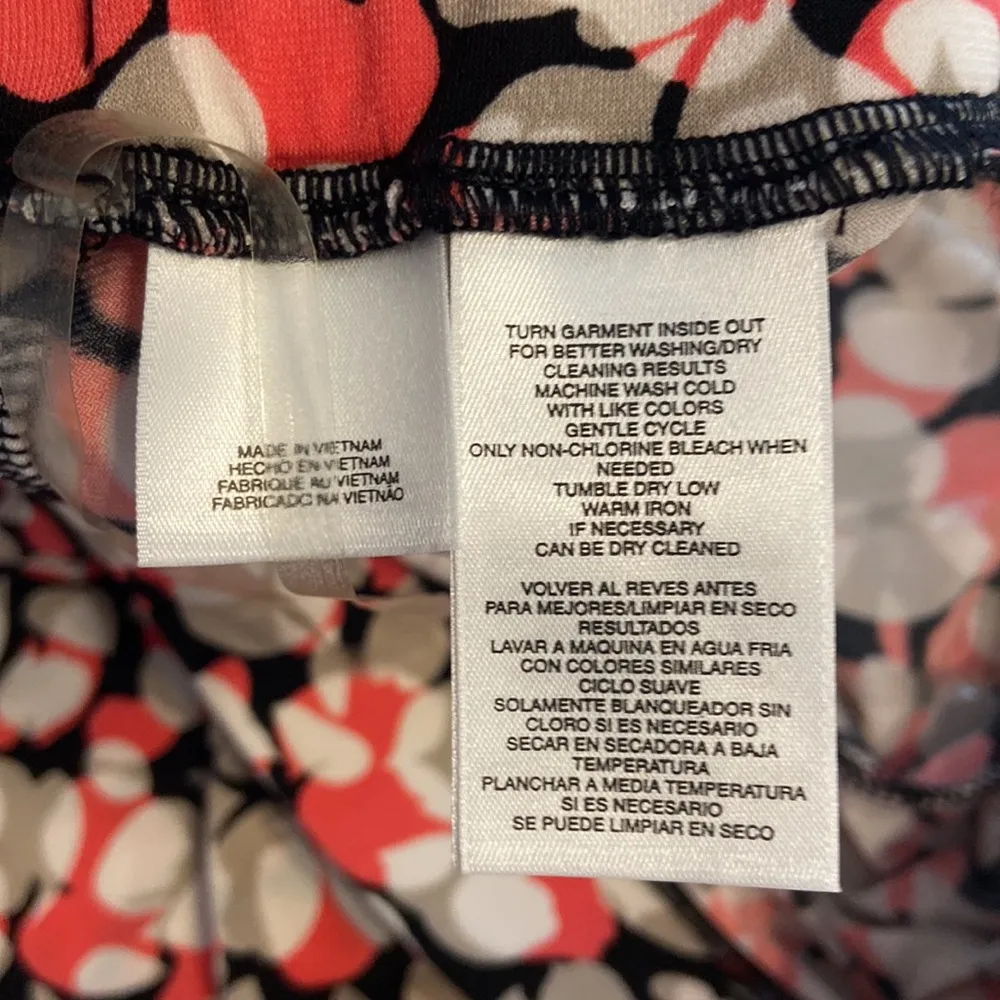 MADE IN VIETNAM
HECHO EN VIETNAM
FABRIQUE AU VIETNAM
FABRICADO NA VIETNÃO
TURN GARMENT INSIDE OUT
FOR BETTER WASHING/DRY
CLEANING RESULTS
MACHINE WASH COLD
WITH LIKE COLORS
GENTLE CYCLE
ONLY NON-CHLORINE BLEACH WHEN
NEEDED
TUMBLE DRY LOW
WARM IRON
IF NECESSARY
CAN BE DRY CLEANED
VOLVER AL REVES ANTES
PARA MEJORES/LIMPIAR EN SECO
RESULTADOS
LAVAR A MAQUINA EN AGUA FRIA
CON COLORES SIMILARES
CICLO SUAVE
SOLAMENTE BLANQUEADOR SIN
CLORO SI ES NECESARIO
SECAR EN SECADORA A BAJA
TEMPERATURA
PLANCHAR A MEDIA TEMPERATURA
SI ES NECESARIO
SE PUEDE LIMPIAR EN SECO